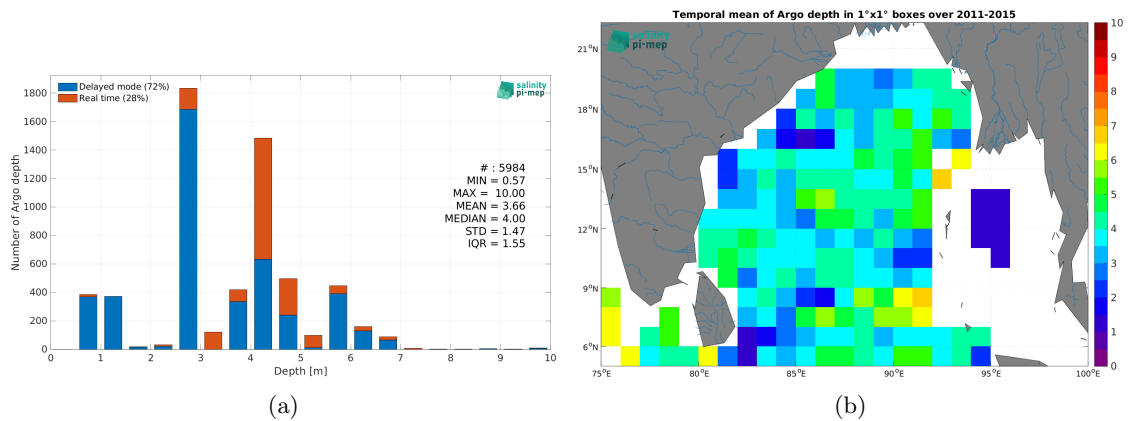 Number of Argo depth
1800
1600
1400
1200
1000
800
600
400
200
0
Delayed mode (72%)
Real time (28%)
salinity
pi-mep
# : 5984
MIN = 0.57
MAX = 10.00
MEAN = 3.66
MEDIAN = 4.00
STD = 1.47
IQR = 1.55
0 1 2 3 4 5 6 7 8 9 10
Depth [m]
(a)
Temporal mean of Argo depth in 1°x1° boxes over 2011-2015
salinity
pi-mep
21°N
18°N
15°N
12°N
9°N
6°N
75°E 80°E 85°E 90°E 95°E 100°E
10
9
8
7
6
5
4
3
2
1
0
(b)